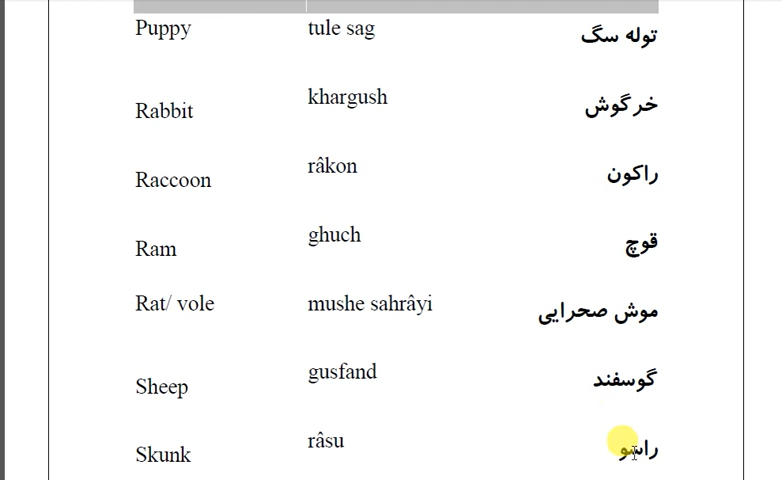 Puppy tule sag توله سگ
Rabbit khargush خرگوش
Raccoon râkon راکون
Ram ghuch قوچ
Rat/ vole mushe sahrâyi موش صحرایی
Sheep gusfand گوسفند
Skunk râsu راسو